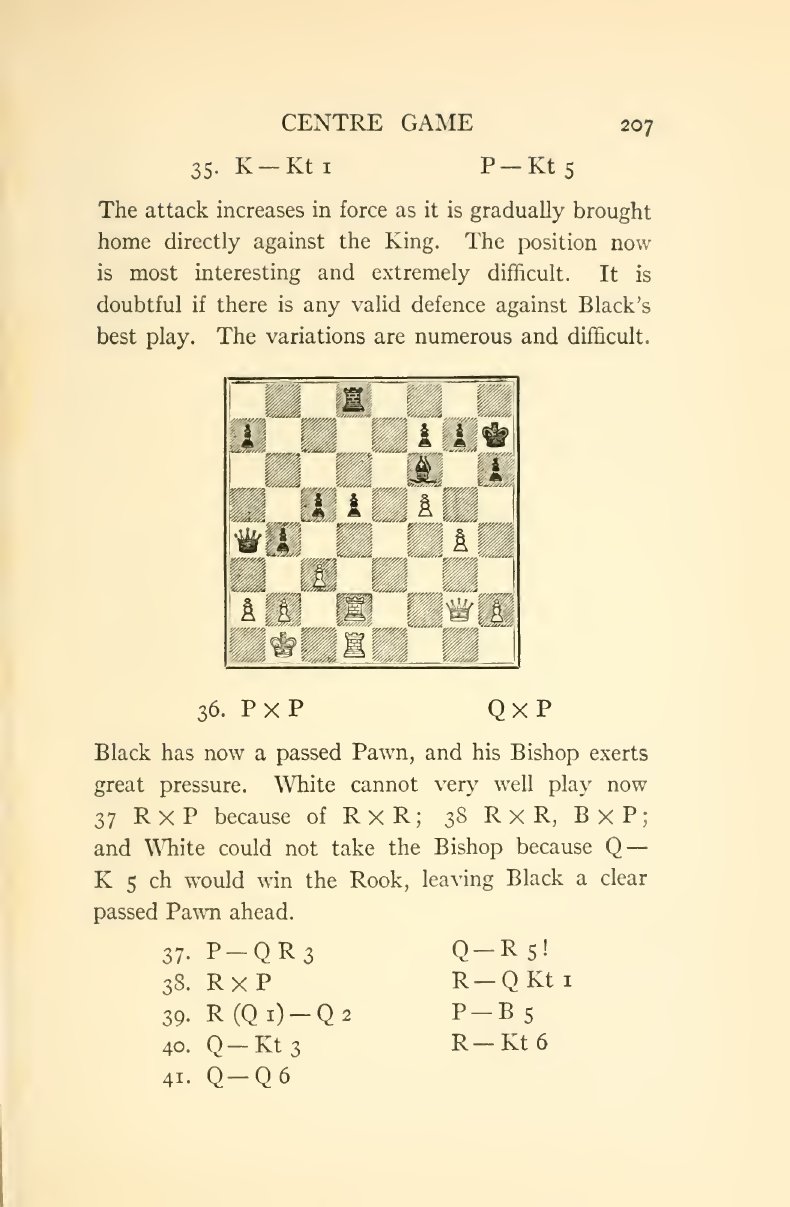 CENTRE GAME 207
35. K—Kt 1 P—Kt 5
The attack increases in force as it is gradually brought
home directly against the King. The position now
is most interesting and extremely difficult. It is
doubtful if there is any valid defence against Black's
best play. The variations are numerous and difficult.
36. P × P Q × P
Black has now a passed Pawn, and his Bishop exerts
great pressure. White cannot very well play now
37 R × P because of R × R; 38 R × R, B × P;
and White could not take the Bishop because Q—
K 5 ch would win the Rook, leaving Black a clear
passed Pawn ahead.
37. P—Q R 3 Q—R 5!
38. R × P R—Q Kt 1
39. R (Q 1)—Q 2 P—B 5
40. Q—Kt 3 R—Kt 6
41. Q—Q 6